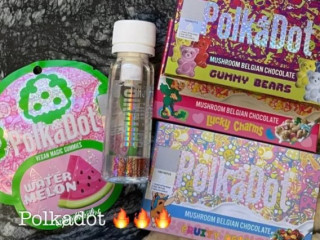 PolkaDot
MUSHROOM BELGIAN CHOCOLATE
GUMMY BEARS
MUSHROOM BELGIAN CHOCOLATE
Lucky Charms
PolkaDot
MUSHROOM BELGIAN CHOCOLATE
PolkaDot
VEGAN MAGIC GUMMIES
WATER
MELON
Polkadot 🔥🔥🔥